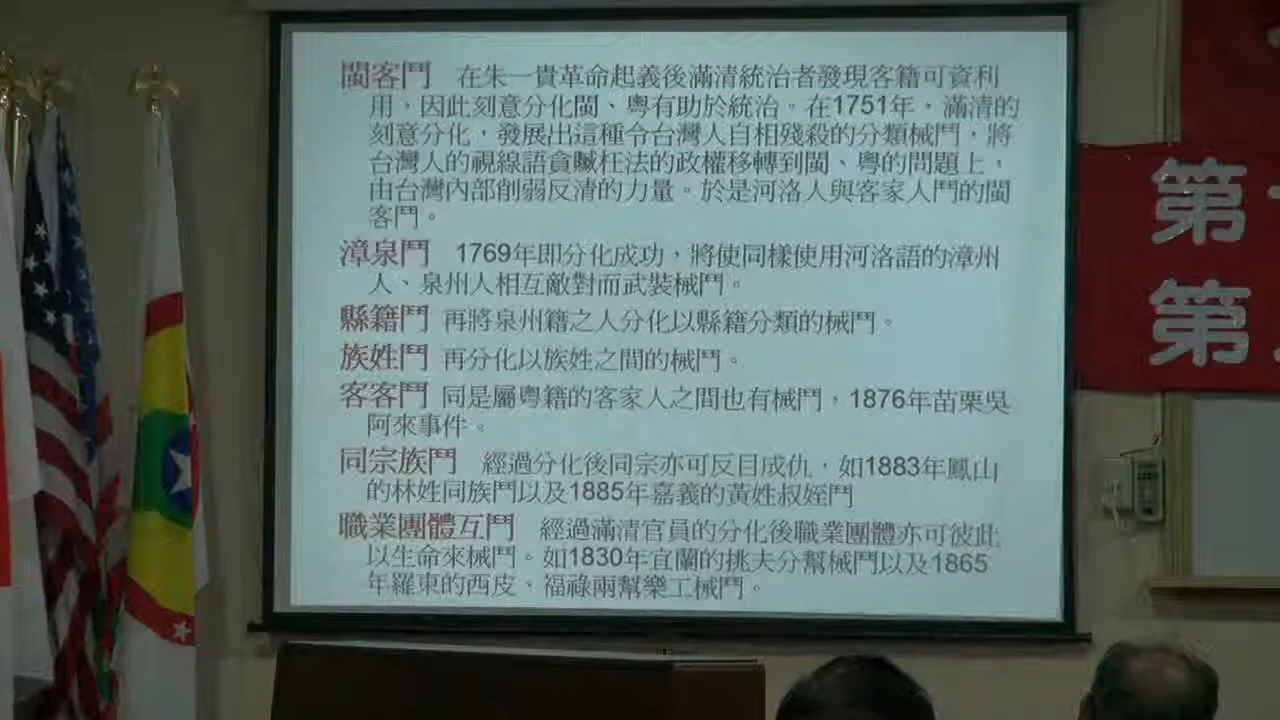 閩客鬥 在朱一貴革命起義後滿清統治者發現客籍可資利
用，因此刻意分化閩、粵有助於統治。在1751年，滿清的
刻意分化，發展出這種令台灣人自相殘殺的分類械鬥，將
台灣人的視線語貪贓枉法的政權移轉到閩、粵的問題上，
由台灣內部削弱反清的力量。於是河洛人與客家人鬥的閩
客鬥。
漳泉鬥 1769年即分化成功，將使同樣使用河洛語的漳州
人、泉州人相互敵對而武裝械鬥。
縣籍鬥 再將泉州籍之人分化以縣籍分類的械鬥。
族姓鬥 再分化以族姓之間的械鬥。
客客鬥 同是屬粵籍的客家人之間也有械鬥，1876年苗栗吳
阿來事件。
同宗族鬥 經過分化後同宗亦可反目成仇，如1883年鳳山
的林姓同族鬥以及1885年嘉義的黃姓叔姪鬥
職業團體互鬥 經過滿清官員的分化後職業團體亦可彼此
以生命來械鬥。如1830年宜蘭的挑夫分幫械鬥以及1865
年羅東的西皮、福祿兩幫樂工械鬥。
第
第